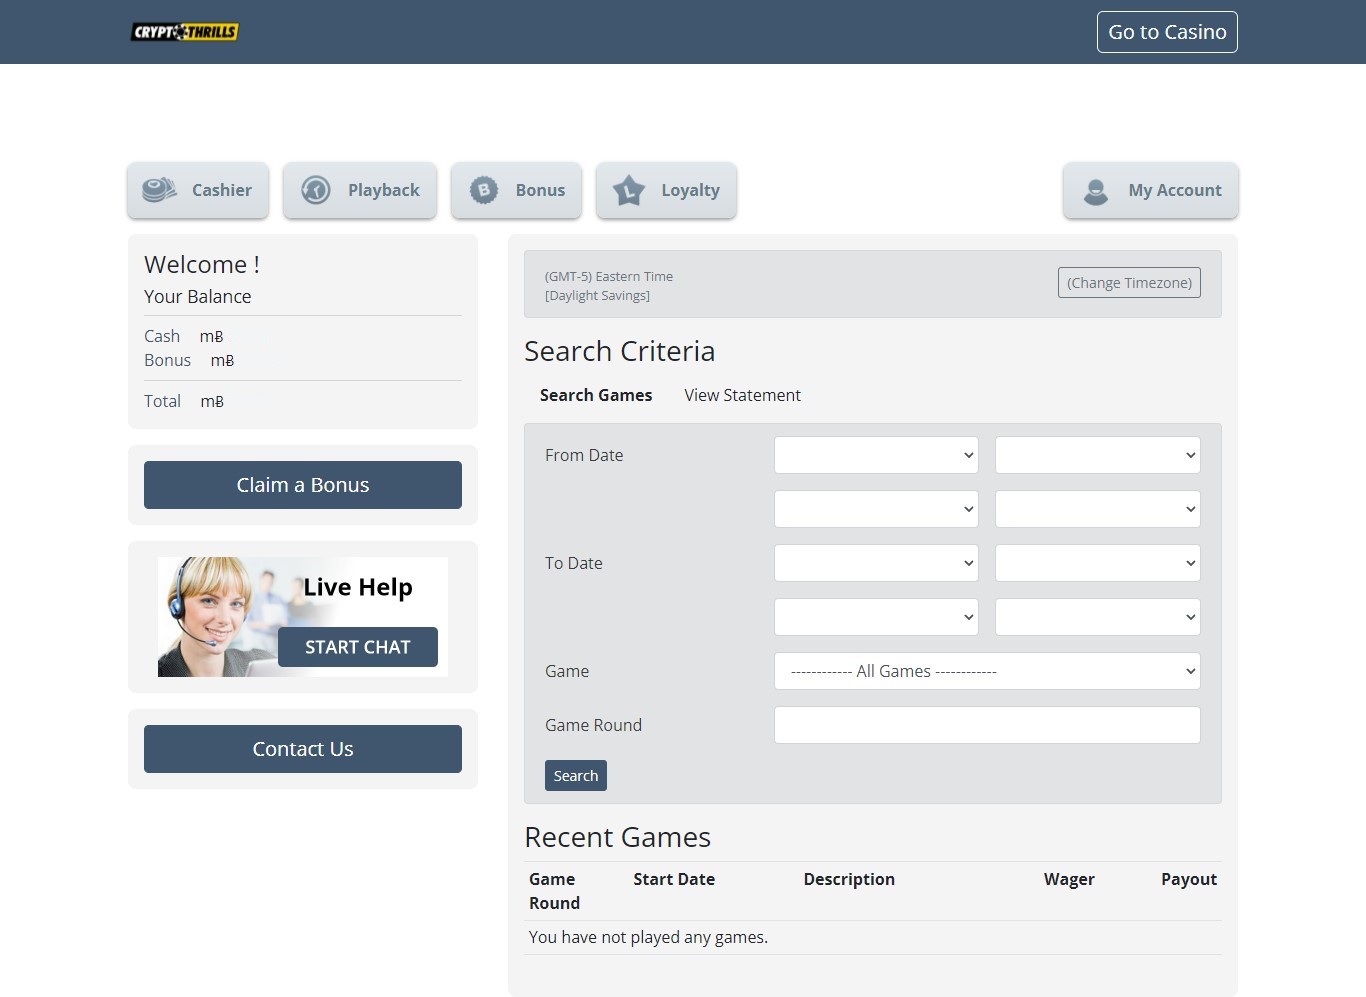 CRYPTOTHRILLS
Go to Casino
Cashier
Playback
Bonus
Loyalty
My Account
Welcome !
Your Balance
Cash mɃ
Bonus mɃ
Total mɃ
Claim a Bonus
Live Help
START CHAT
Contact Us
(GMT-5) Eastern Time
[Daylight Savings]
(Change Timezone)
Search Criteria
Search Games
View Statement
From Date
To Date
Game
------------ All Games ------------
Game Round
Search
Recent Games
Game Round
Start Date
Description
Wager
Payout
You have not played any games.